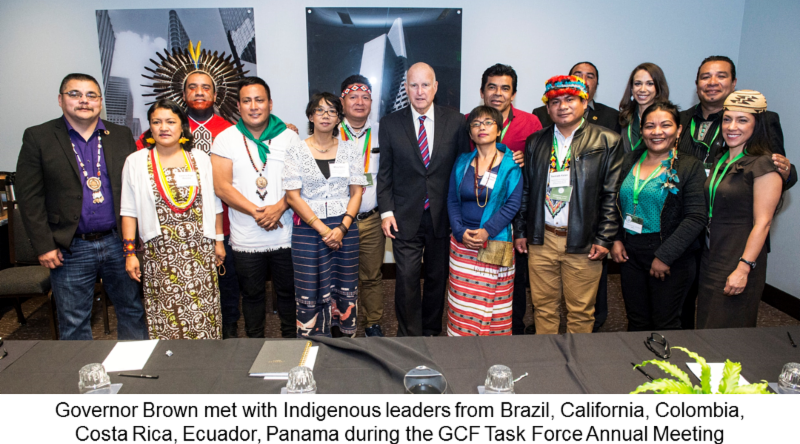 Governor Brown met with Indigenous leaders from Brazil, California, Colombia,
Costa Rica, Ecuador, Panama during the GCF Task Force Annual Meeting